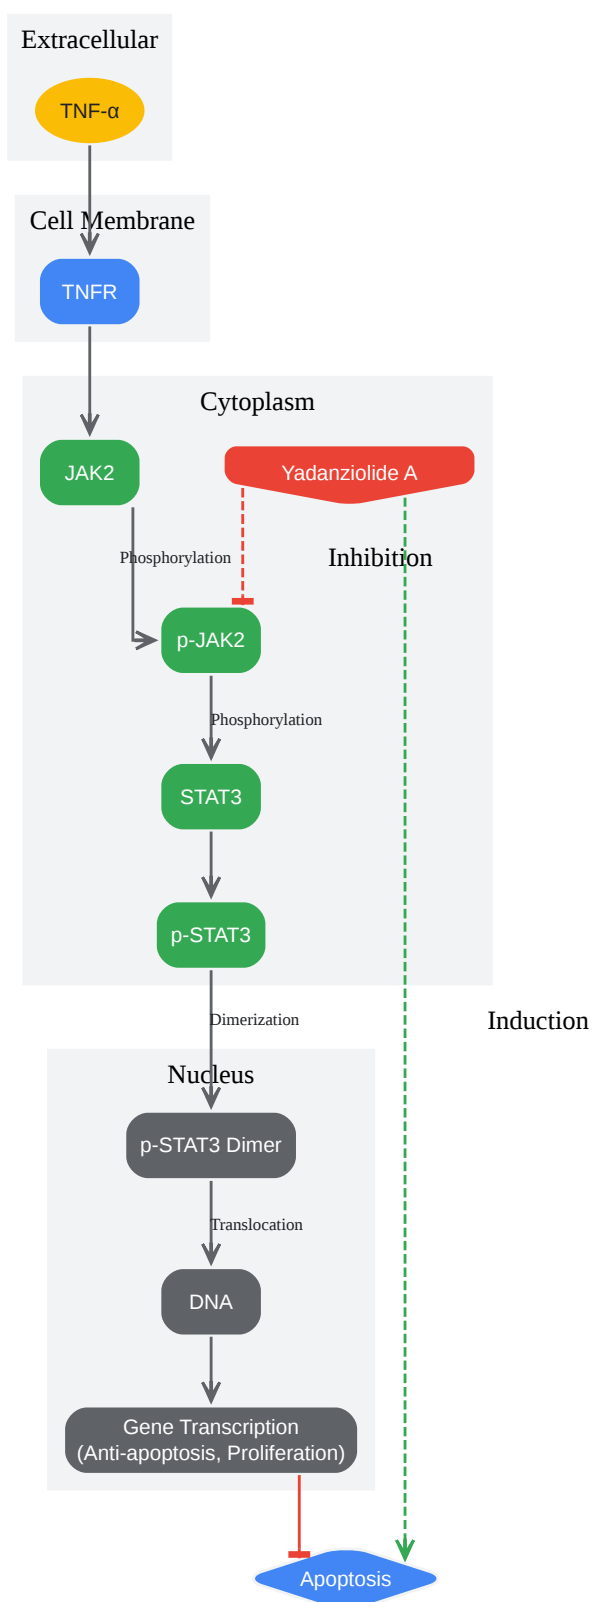 Extracellular
TNF-α
Cell Membrane
TNFR
Cytoplasm
JAK2
Yadanziolide A
Phosphorylation
Inhibition
p-JAK2
Phosphorylation
STAT3
p-STAT3
Dimerization
Induction
Nucleus
p-STAT3 Dimer
Translocation
DNA
Gene Transcription
(Anti-apoptosis, Proliferation)
Apoptosis